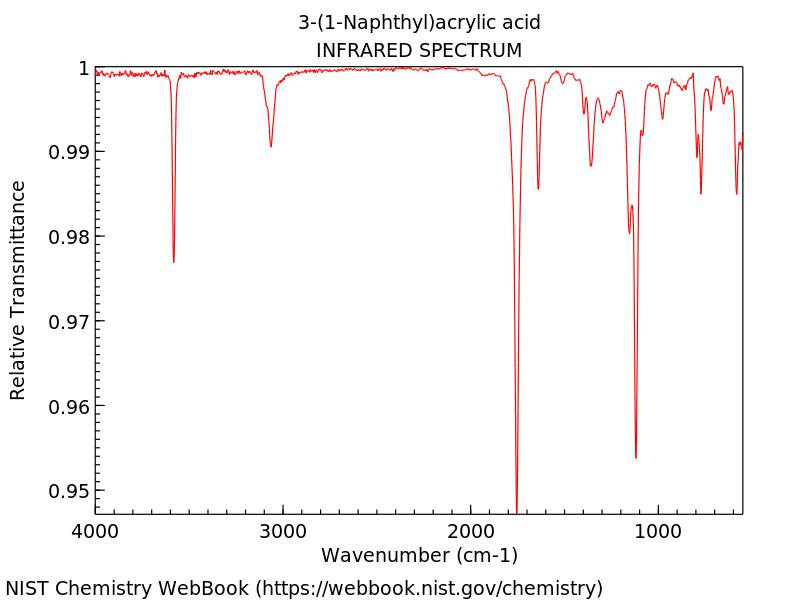 3-(1-Naphthyl)acrylic acid
INFRARED SPECTRUM
1
0.99
0.98
0.97
0.96
0.95
Relative Transmittance
4000 3000 2000 1000
Wavenumber (cm-1)
NIST Chemistry WebBook (https://webbook.nist.gov/chemistry)